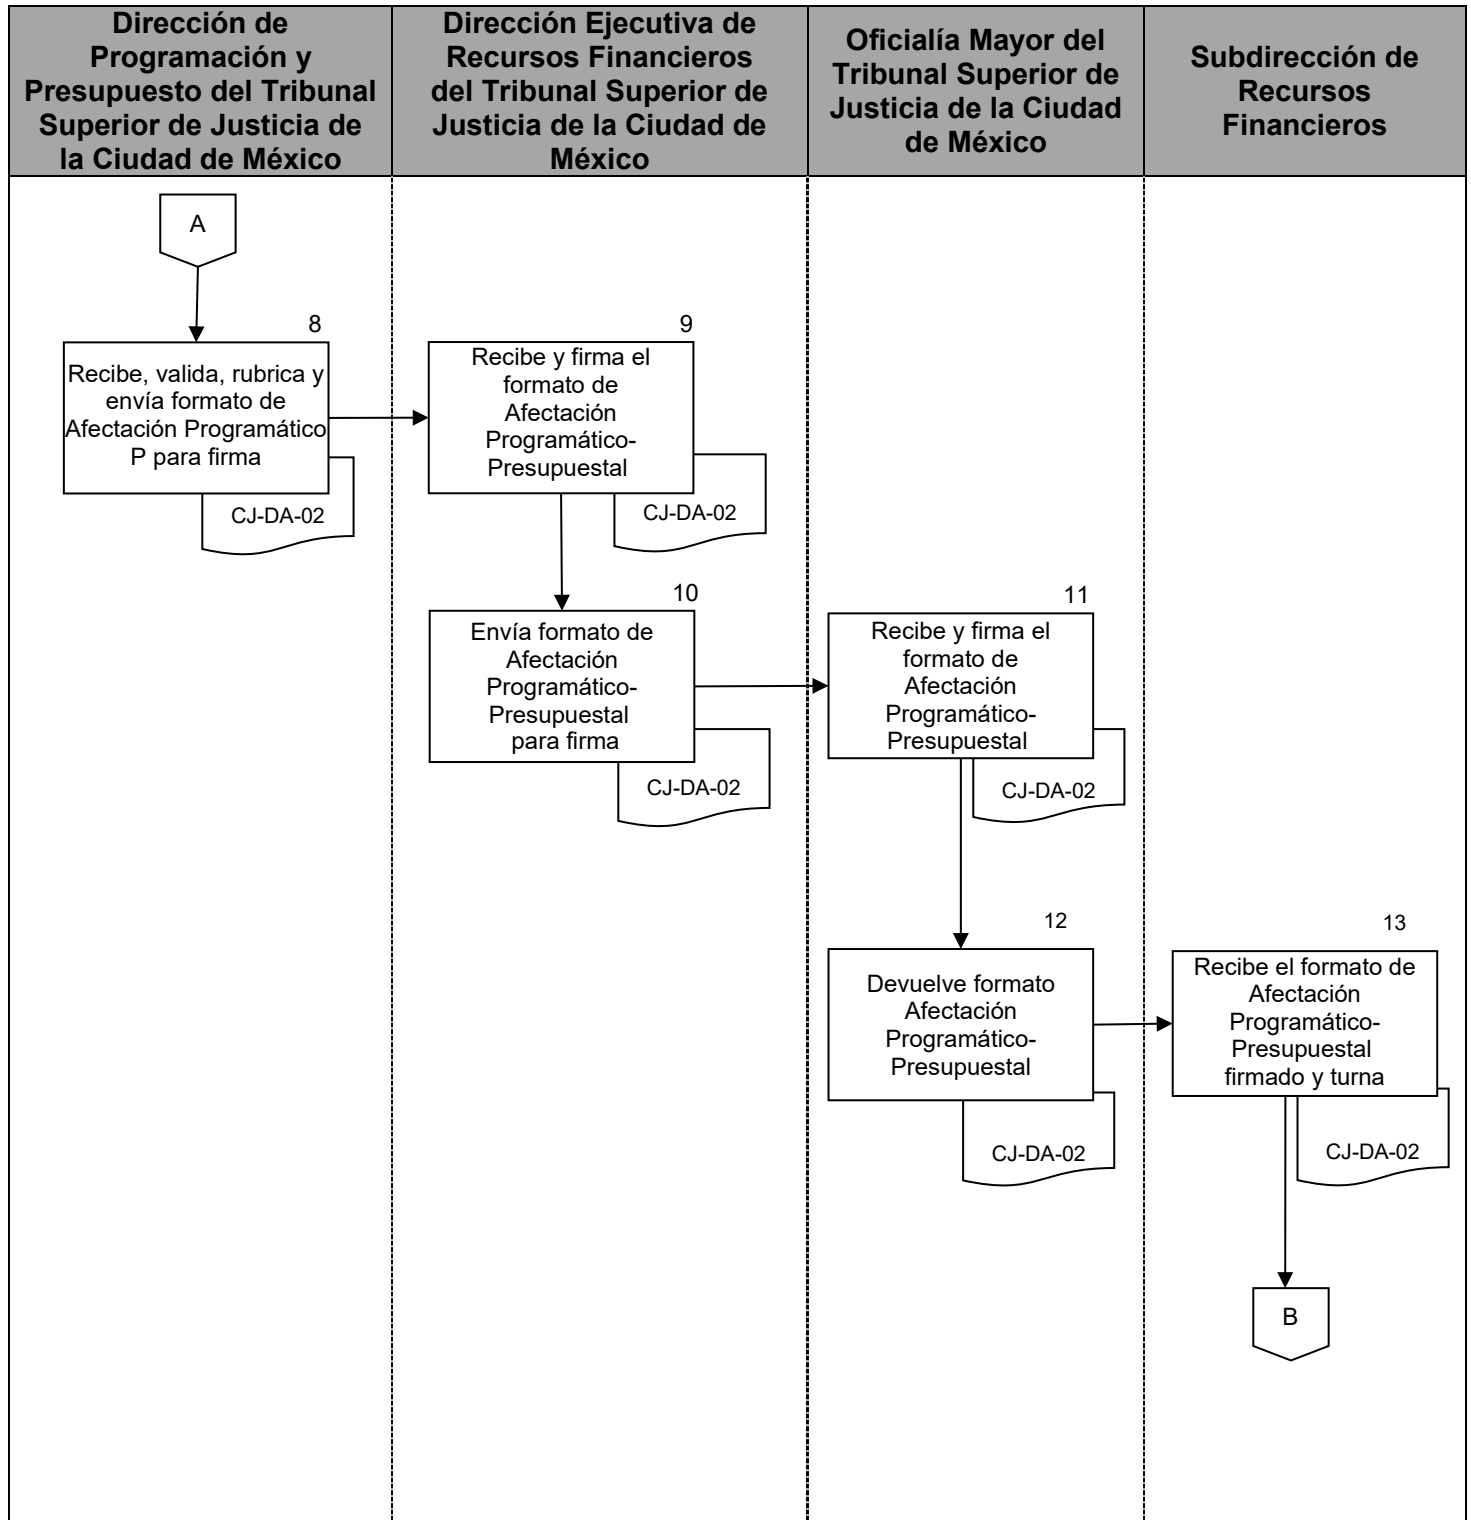 Dirección de
Programación y
Presupuesto del Tribunal
Superior de Justicia de
la Ciudad de México
Dirección Ejecutiva de
Recursos Financieros
del Tribunal Superior de
Justicia de la Ciudad de
México
Oficialía Mayor del
Tribunal Superior de
Justicia de la Ciudad
de México
Subdirección de
Recursos
Financieros
A
8
Recibe, valida, rubrica y
envía formato de
Afectación Programático
P para firma
CJ-DA-02
9
Recibe y firma el
formato de
Afectación
Programático-
Presupuestal
CJ-DA-02
10
Envía formato de
Afectación
Programático-
Presupuestal
para firma
CJ-DA-02
11
Recibe y firma el
formato de
Afectación
Programático-
Presupuestal
CJ-DA-02
12
Devuelve formato
Afectación
Programático-
Presupuestal
CJ-DA-02
13
Recibe el formato de
Afectación
Programático-
Presupuestal
firmado y turna
CJ-DA-02
B